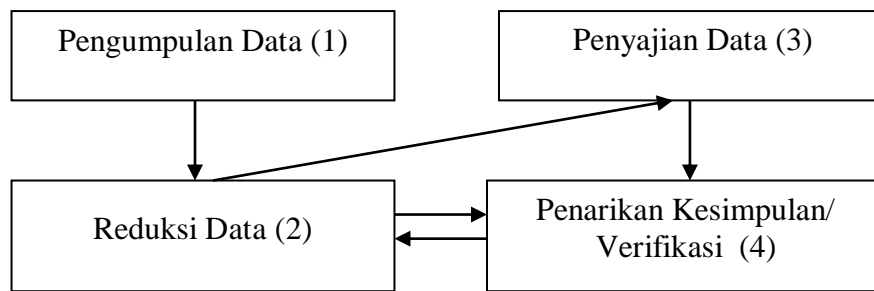 Pengumpulan Data (1)
Penyajian Data (3)
Reduksi Data (2)
Penarikan Kesimpulan/
Verifikasi (4)